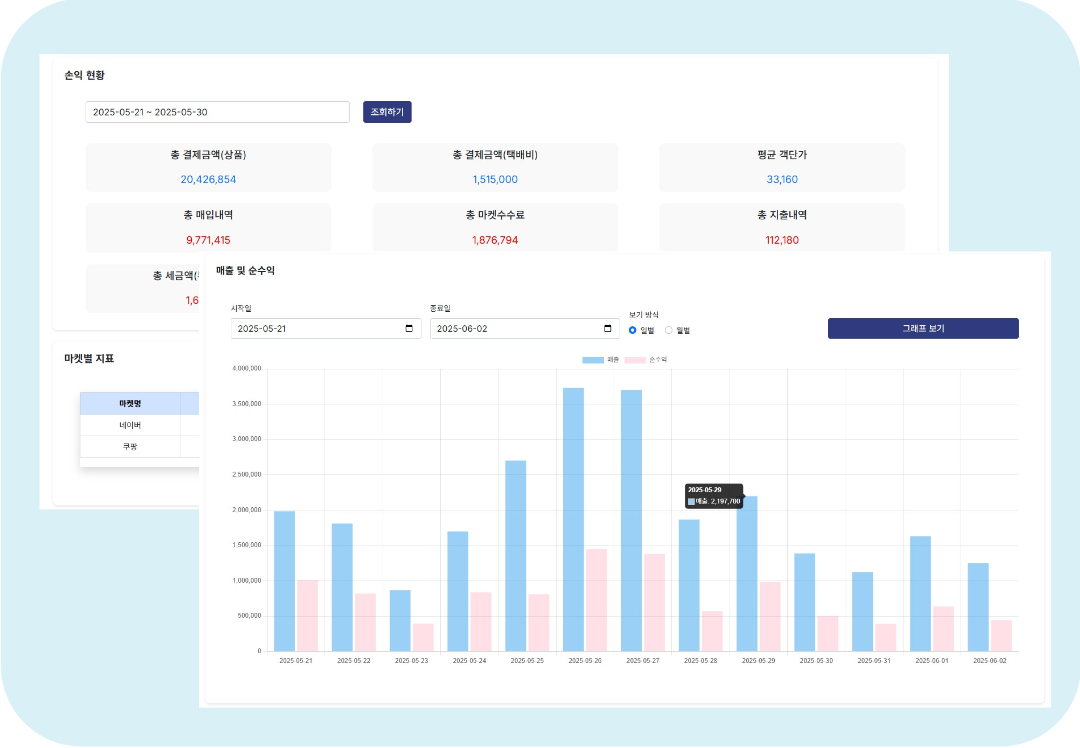 손익 현황
2025-05-21 ~ 2025-05-30
조회하기
총 결제금액(상품)
20,426,854
총 결제금액(택배비)
1,515,000
평균 객단가
33,160
총 매입내역
9,771,415
총 마켓수수료
1,876,794
총 지출내역
112,180
총 세금액(
1,6
마켓별 지표
마켓명
네이버
쿠팡
매출 및 순수익
시작일
2025-05-21
종료일
2025-06-02
보기 방식
일별 월별
그래프 보기
매출 순수익
4,000,000
3,500,000
3,000,000
2,500,000
2,000,000
1,500,000
1,000,000
500,000
0
2025-05-29
매출: 2,197,700
2025-05-21 2025-05-22 2025-05-23 2025-05-24 2025-05-25 2025-05-26 2025-05-27 2025-05-28 2025-05-29 2025-05-30 2025-05-31 2025-06-01 2025-06-02